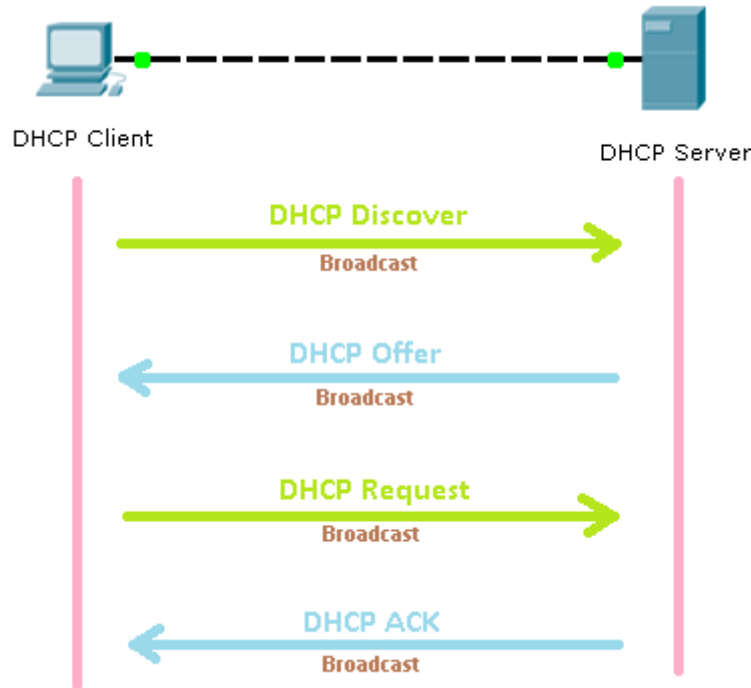 DHCP Client
DHCP Server
DHCP Discover
Broadcast
DHCP Offer
Broadcast
DHCP Request
Broadcast
DHCP ACK
Broadcast